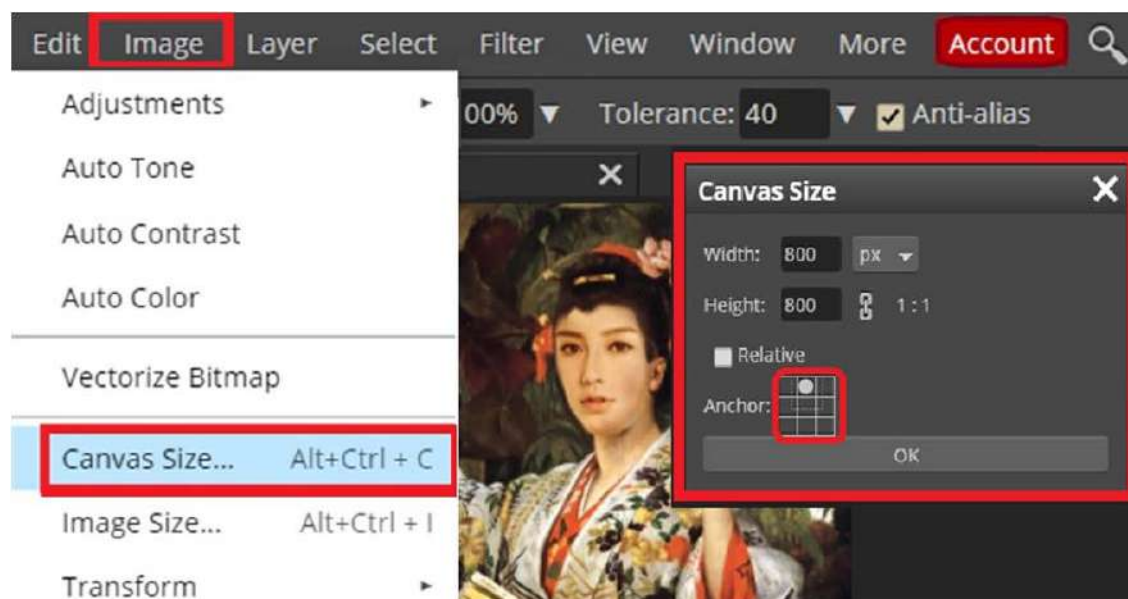 Edit Image Layer Select Filter View Window More Account
00% Tolerance: 40 Anti-alias
Adjustments
Auto Tone
Auto Contrast
Auto Color
Vectorize Bitmap
Canvas Size... Alt+Ctrl + C
Image Size... Alt+Ctrl + I
Transform
Canvas Size
Width: 800 px
Height: 800 1:1
Relative
Anchor:
OK